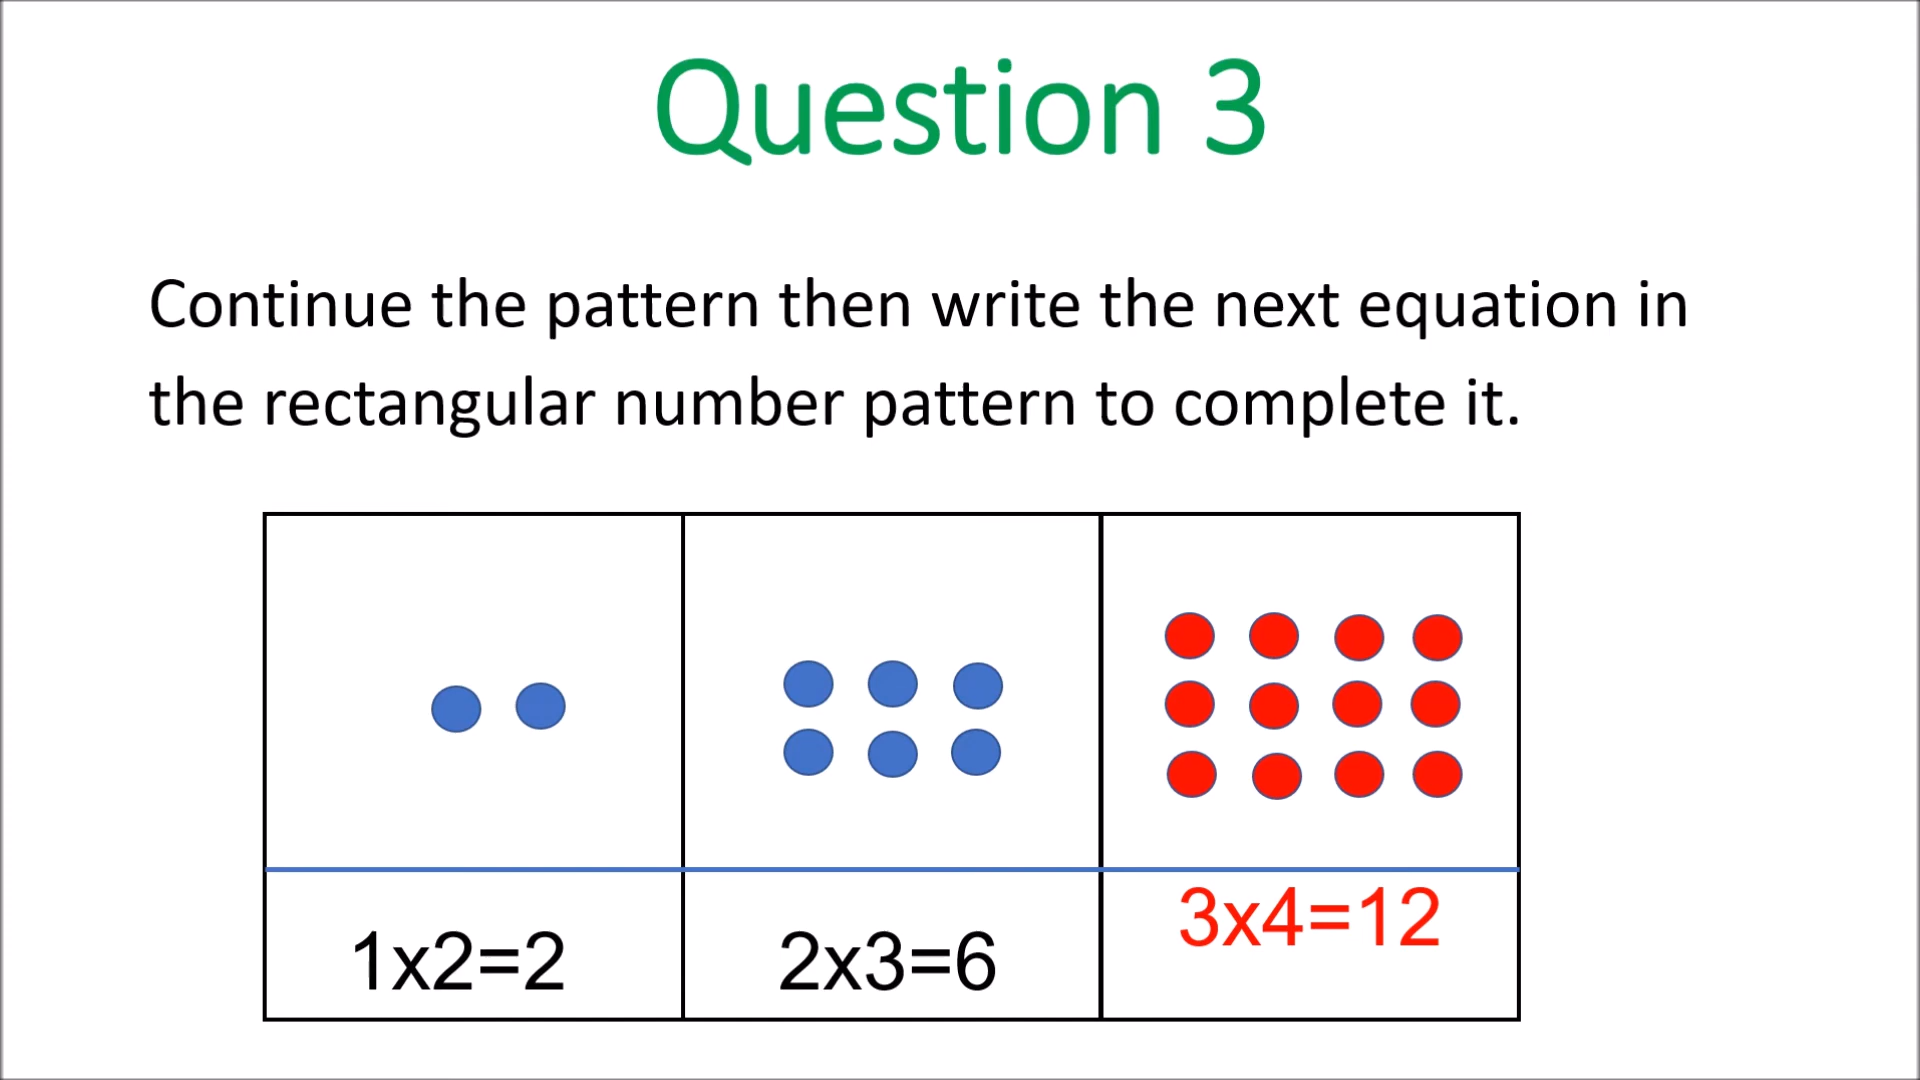 Question 3
Continue the pattern then write the next equation in
the rectangular number pattern to complete it.
1x2=2
2x3=6
3x4=12